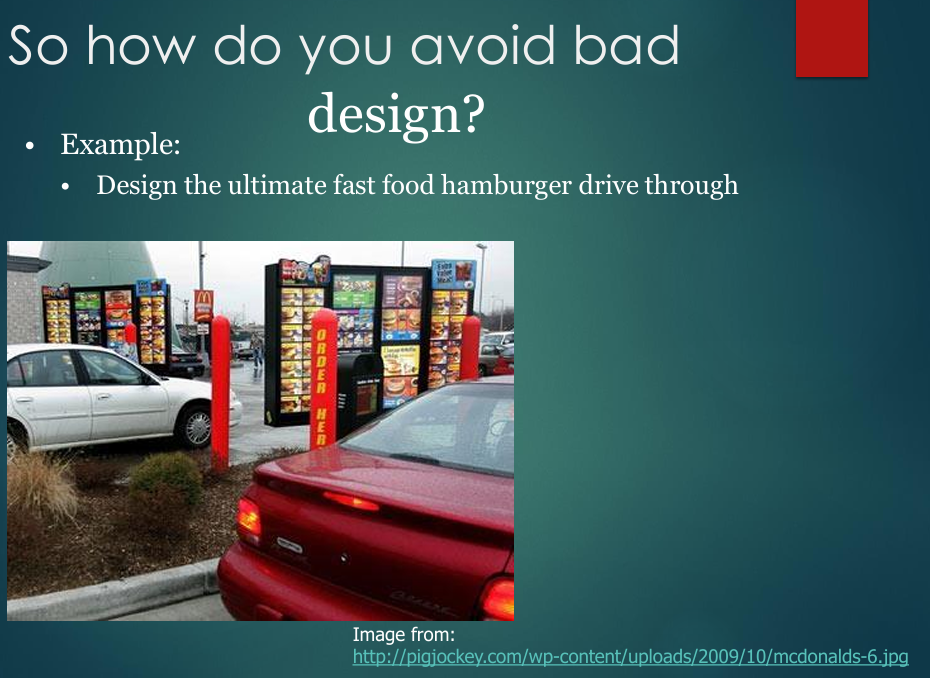 So how do you avoid bad
design?
• Example:
• Design the ultimate fast food hamburger drive through
ORDER HER
Image from:
http://pigjockey.com/wp-content/uploads/2009/10/mcdonalds-6.jpg